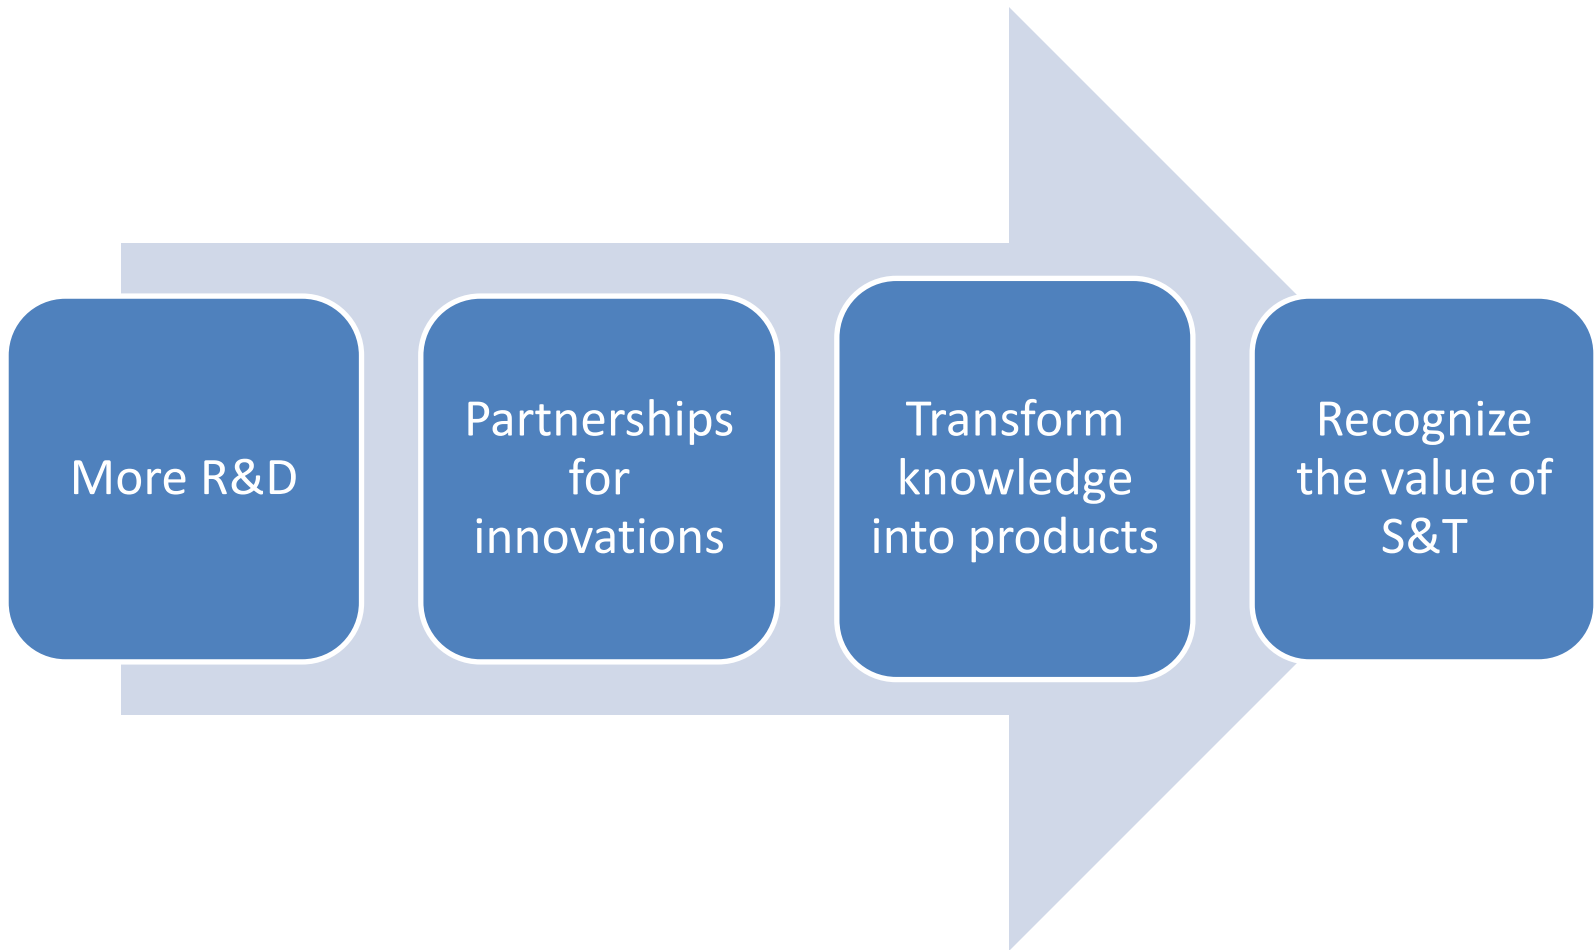 More R&D
Partnerships
for
innovations
Transform
knowledge
into products
Recognize
the value of
S&T